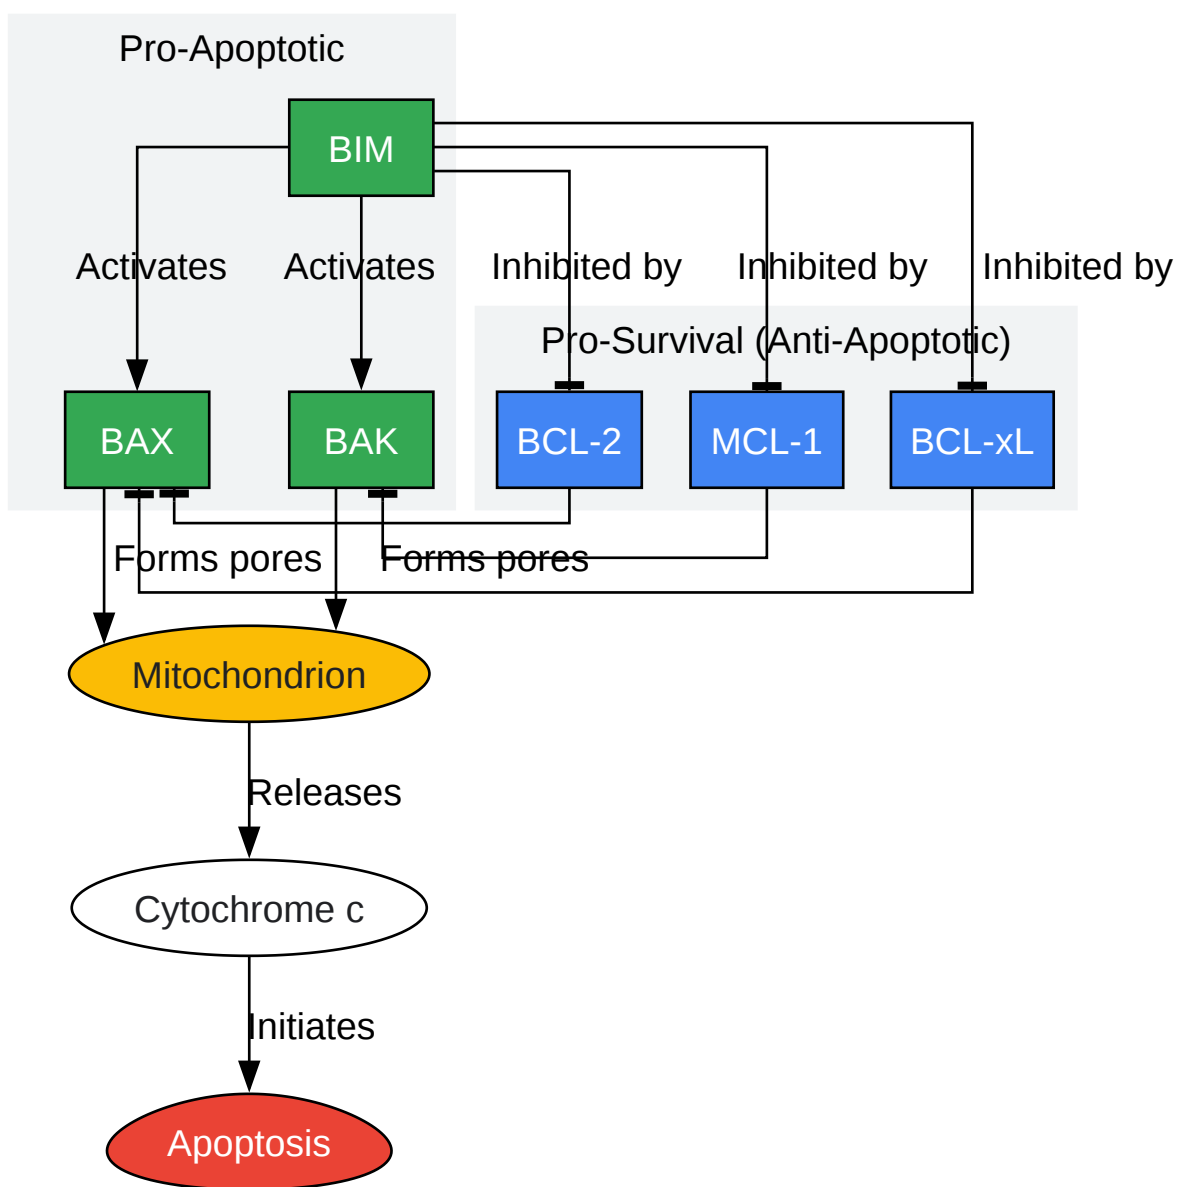 Pro-Apoptotic
BIM
Activates
Activates
Inhibited by
Inhibited by
Inhibited by
Pro-Survival (Anti-Apoptotic)
BAX
BAK
BCL-2
MCL-1
BCL-xL
Forms pores
Forms pores
Mitochondrion
Releases
Cytochrome c
Initiates
Apoptosis